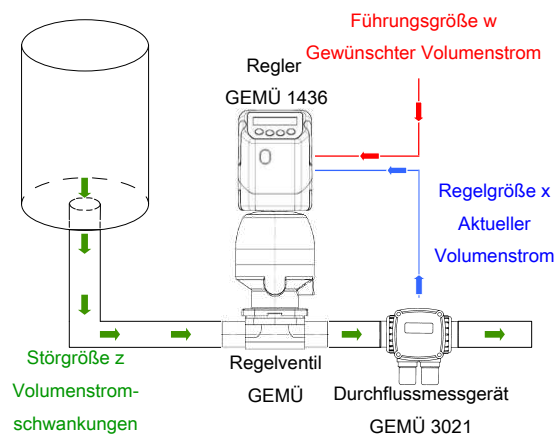 Führungsgröße w
Gewünschter Volumenstrom
Regler
GEMÜ 1436
Regelgröße x
Aktueller
Volumenstrom
Störgröße z
Volumenstrom-
schwankungen
Regelventil
GEMÜ
Durchflussmessgerät
GEMÜ 3021